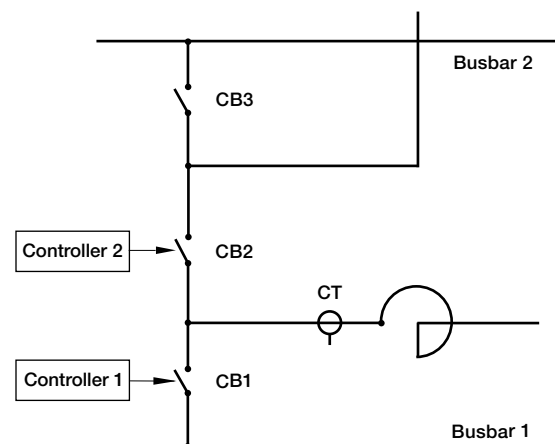 Busbar 2
CB3
Controller 2
CB2
CT
Controller 1
CB1
Busbar 1